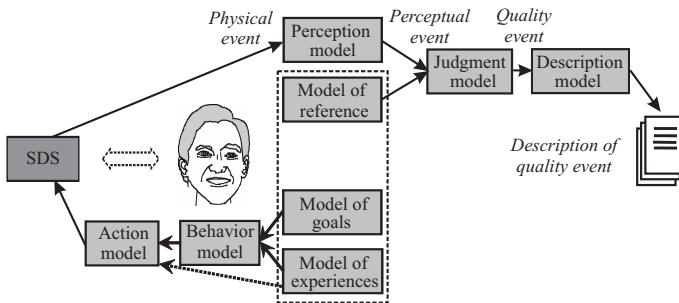 Physical
event
Perception
model
Perceptual
event
Quality
event
Judgment
model
Description
model
Model of
reference
SDS
Description of
quality event
Model of
goals
Action
model
Behavior
model
Model of
experiences